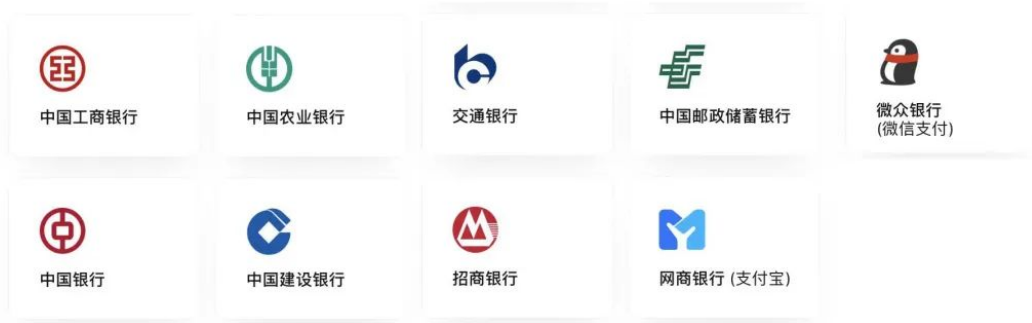 中国工商银行
中国农业银行
交通银行
中国邮政储蓄银行
微众银行
(微信支付)
中国银行
中国建设银行
招商银行
网商银行 (支付宝)